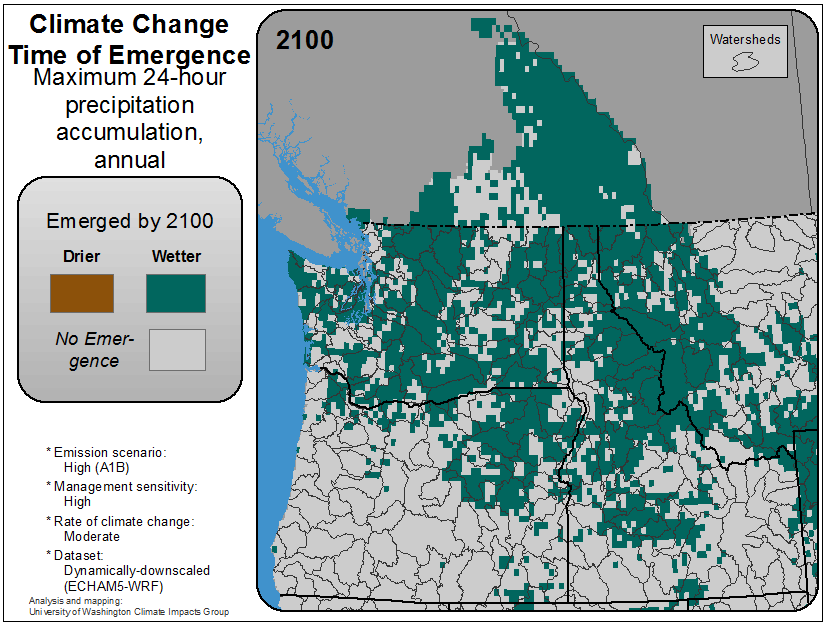 Climate Change
Time of Emergence
Maximum 24-hour
precipitation
accumulation,
annual
Emerged by 2100
Drier Wetter
No Emer-
gence
* Emission scenario:
High (A1B)
* Management sensitivity:
High
* Rate of climate change:
Moderate
* Dataset:
Dynamically-downscaled
(ECHAM5-WRF)
Analysis and mapping:
University of Washington Climate Impacts Group
2100
Watersheds